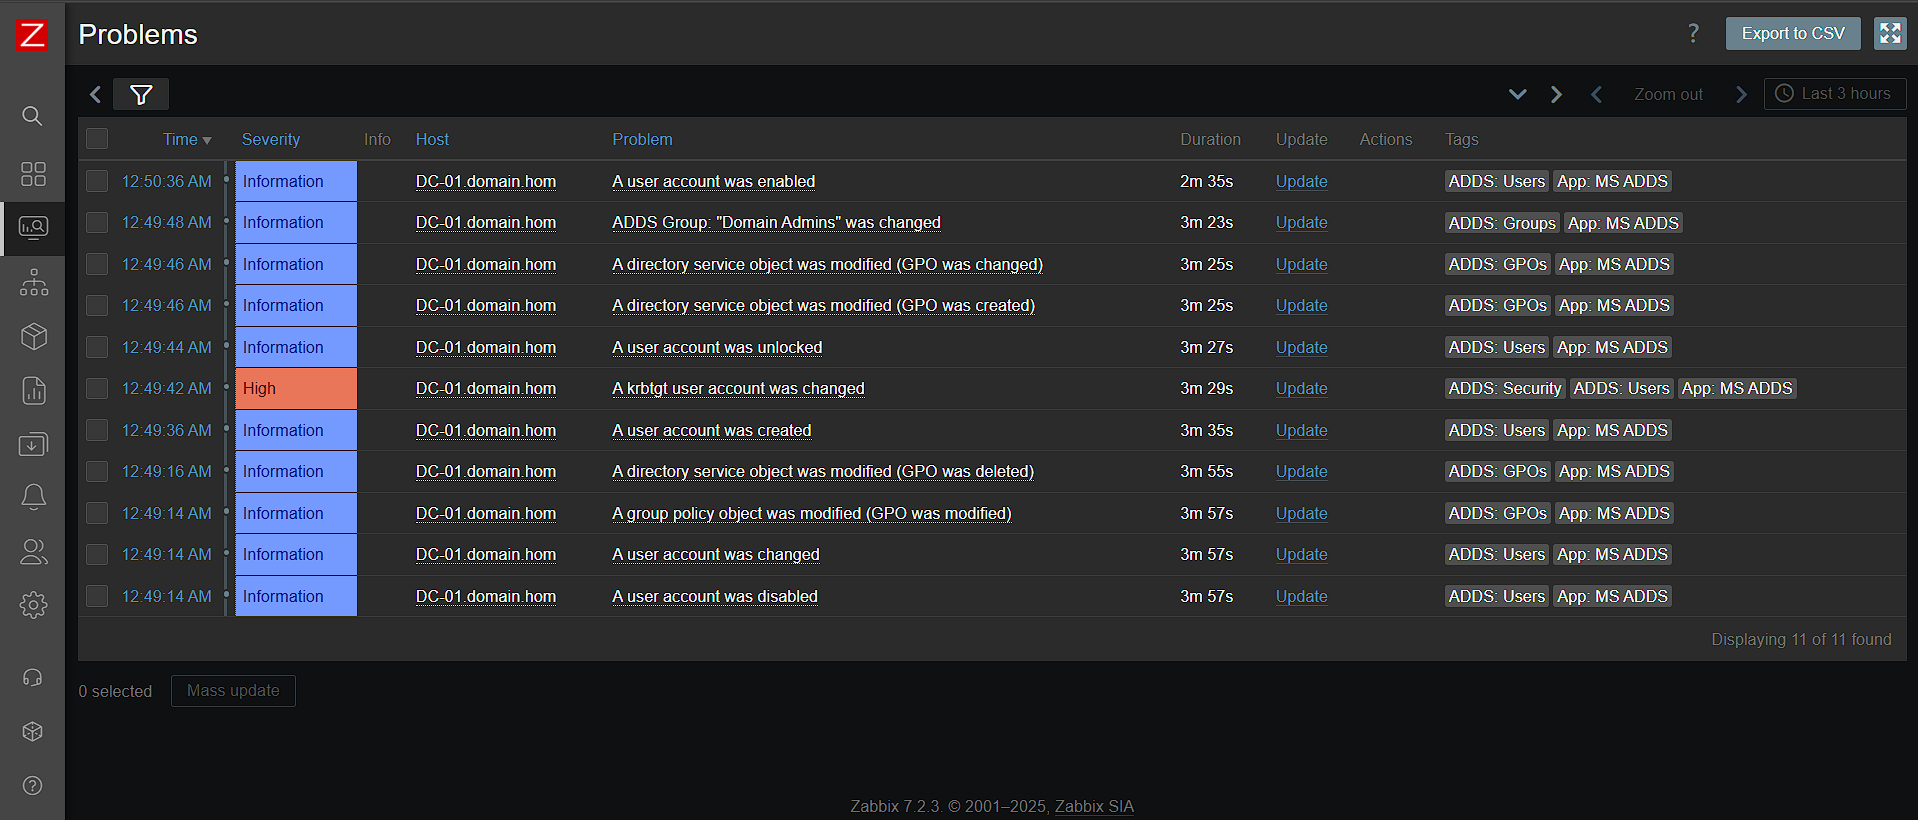 Z Problems ? Export to CSV
Zoom out Last 3 hours
Time Severity Info Host Problem Duration Update Actions Tags
12:50:36 AM Information DC-01.domain.hom A user account was enabled 2m 35s Update ADDS: Users App: MS ADDS
12:49:48 AM Information DC-01.domain.hom ADDS Group: "Domain Admins" was changed 3m 23s Update ADDS: Groups App: MS ADDS
12:49:46 AM Information DC-01.domain.hom A directory service object was modified (GPO was changed) 3m 25s Update ADDS: GPOs App: MS ADDS
12:49:46 AM Information DC-01.domain.hom A directory service object was modified (GPO was created) 3m 25s Update ADDS: GPOs App: MS ADDS
12:49:44 AM Information DC-01.domain.hom A user account was unlocked 3m 27s Update ADDS: Users App: MS ADDS
12:49:42 AM High DC-01.domain.hom A krbtgt user account was changed 3m 29s Update ADDS: Security ADDS: Users App: MS ADDS
12:49:36 AM Information DC-01.domain.hom A user account was created 3m 35s Update ADDS: Users App: MS ADDS
12:49:16 AM Information DC-01.domain.hom A directory service object was modified (GPO was deleted) 3m 55s Update ADDS: GPOs App: MS ADDS
12:49:14 AM Information DC-01.domain.hom A group policy object was modified (GPO was modified) 3m 57s Update ADDS: GPOs App: MS ADDS
12:49:14 AM Information DC-01.domain.hom A user account was changed 3m 57s Update ADDS: Users App: MS ADDS
12:49:14 AM Information DC-01.domain.hom A user account was disabled 3m 57s Update ADDS: Users App: MS ADDS
Displaying 11 of 11 found
0 selected Mass update
Zabbix 7.2.3. © 2001–2025, Zabbix SIA